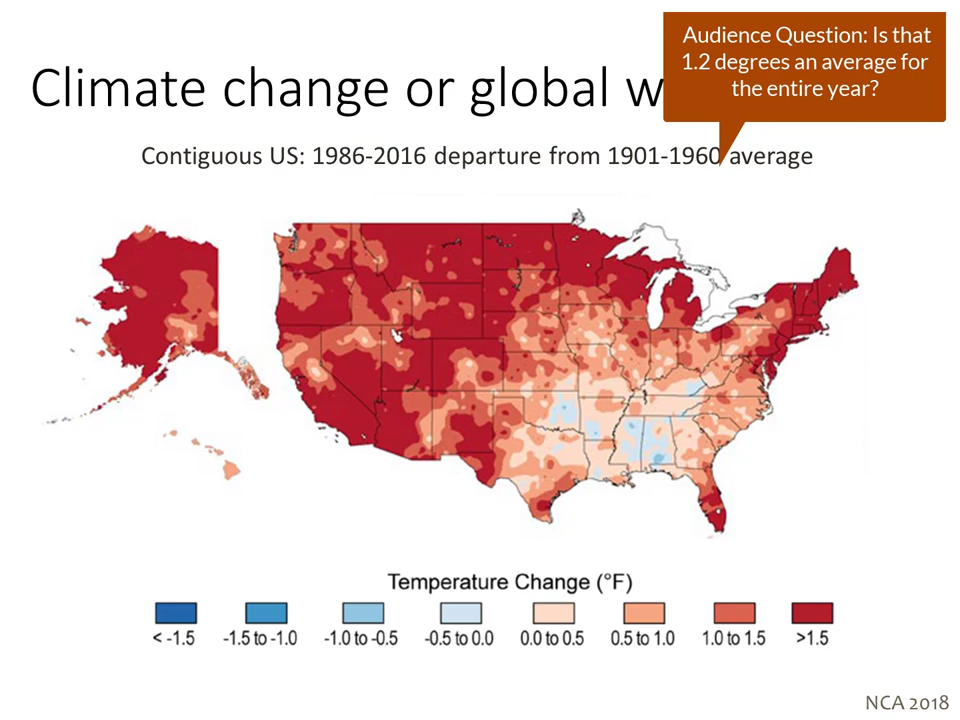 Audience Question: Is that
1.2 degrees an average for
the entire year?
Climate change or global w
Contiguous US: 1986-2016 departure from 1901-1960 average
Temperature Change (°F)
< -1.5
-1.5 to -1.0
-1.0 to -0.5
-0.5 to 0.0
0.0 to 0.5
0.5 to 1.0
1.0 to 1.5
>1.5
NCA 2018